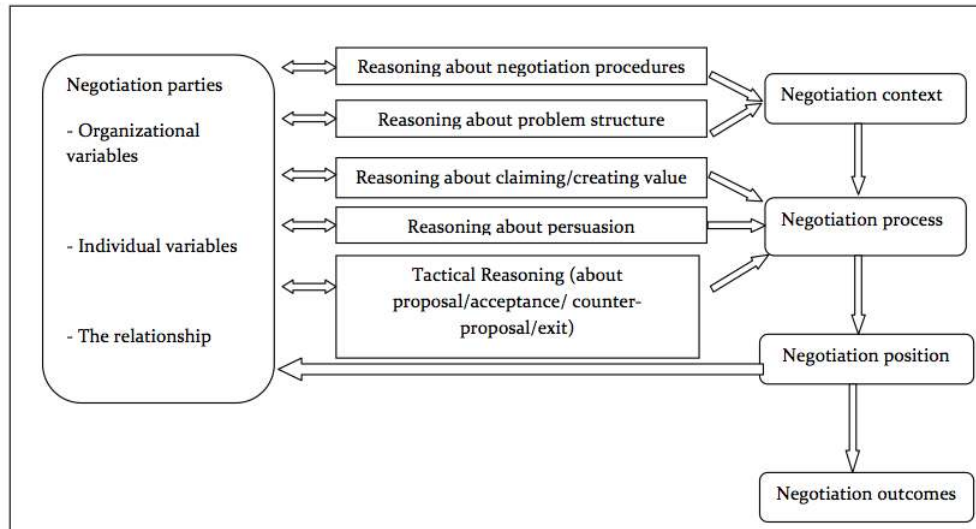 Negotiation parties
- Organizational
variables
- Individual variables
- The relationship
Reasoning about negotiation procedures
Reasoning about problem structure
Reasoning about claiming/creating value
Reasoning about persuasion
Tactical Reasoning (about
proposal/acceptance/ counter-
proposal/exit)
Negotiation context
Negotiation process
Negotiation position
Negotiation outcomes